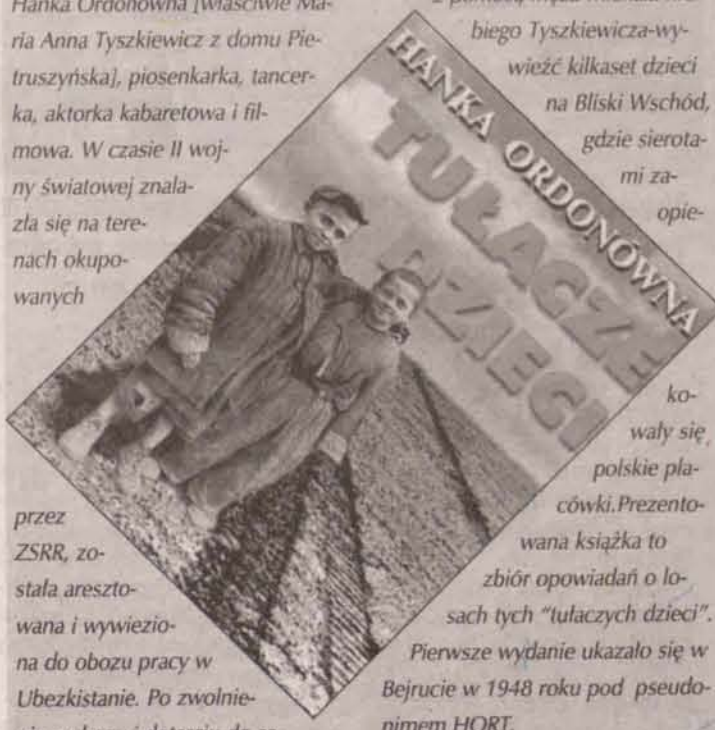 Hanka Ordonówna [właściwie Ma-
ria Anna Tyszkiewicz z domu Pie-
truszyńska], piosenkarka, tancer-
ka, aktorka kabaretowa i fil-
mowa. W czasie II woj-
ny światowej znala-
zła się na tere-
nach okupo-
wanych
przez
ZSRR, zo-
stała areszto-
wana i wywiezio-
na do obozu pracy w
Ubezkistanie. Po zwolnie-
HANKA ORDONÓWNA
TUŁACZE
DZIECI
biego Tyszkiewicza-wy-
wieźć kilkaset dzieci
na Bliski Wschód,
gdzie sierota-
mi za-
opie-
ko-
wały się
polskie pla-
cówki.Prezento-
wana książka to
zbiór opowiadań o lo-
sach tych "tułaczych dzieci".
Pierwsze wydanie ukazało się w
Bejrucie w 1948 roku pod pseudo-
nimem HORT.